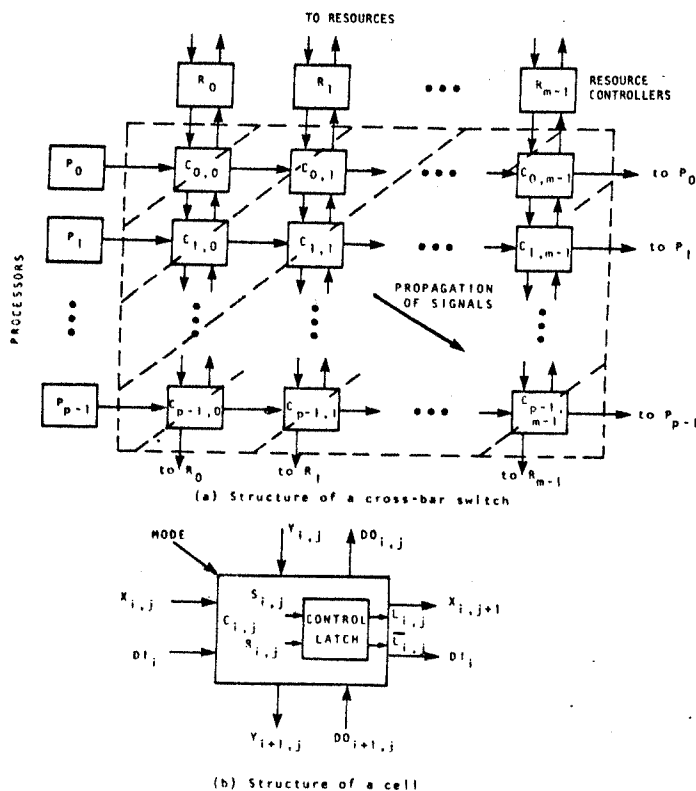 TO RESOURCES
R0 R1 Rm-1
RESOURCE
CONTROLLERS
P0 C0,0 C0,1 C0,m-1 to P0
P1 C1,0 C1,1 C1,m-1 to P1
PROCESSORS
PROPAGATION
OF SIGNALS
Pp-1 Cp-1,0 Cp-1,1 Cp-1,m-1 to Pp-1
to R0 to R1 to Rm-1
(a) Structure of a cross-bar switch
MODE Yi,j DOi,j
Xi,j Si,j Li,j Xi,j+1
Ci,j CONTROL
LATCH
DIi Ri,j L̅i,j DIi
Yi+1,j DOi+1,j
(b) Structure of a cell